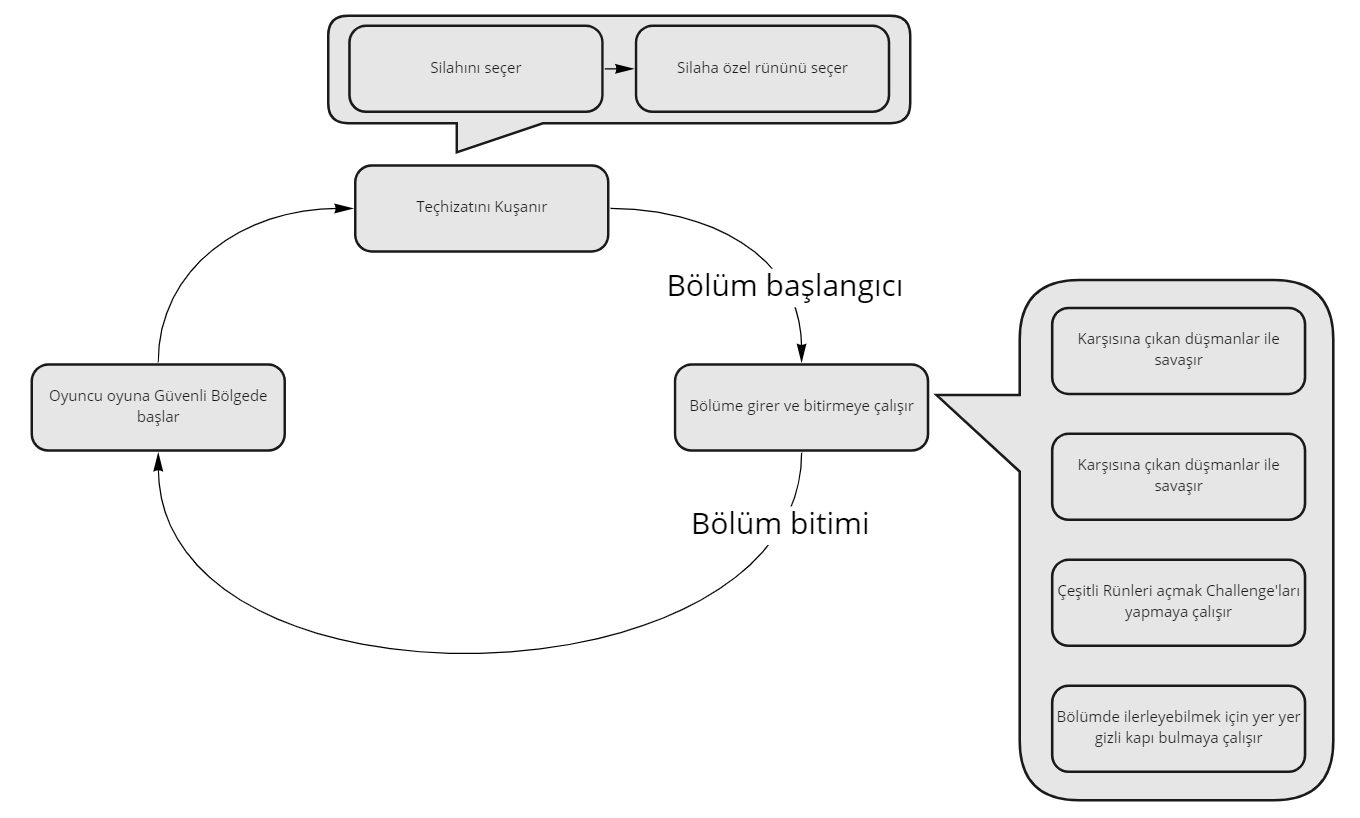 Silahını seçer
Silaha özel rününü seçer
Teçhizatını Kuşanır
Bölüm başlangıcı
Oyuncu oyuna Güvenli Bölgede
başlar
Bölüme girer ve bitirmeye çalışır
Bölüm bitimi
Karşısına çıkan düşmanlar ile
savaşır
Karşısına çıkan düşmanlar ile
savaşır
Çeşitli Rünleri açmak Challenge'ları
yapmaya çalışır
Bölümde ilerleyebilmek için yer yer
gizli kapı bulmaya çalışır